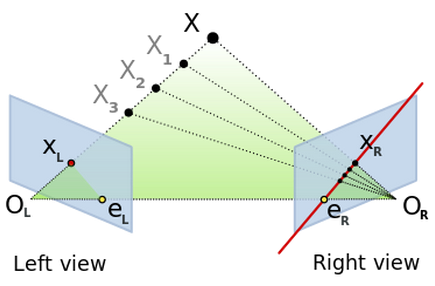 X
X1
X2
X3
xL
xR
OL
eL
eR
OR
Left view
Right view